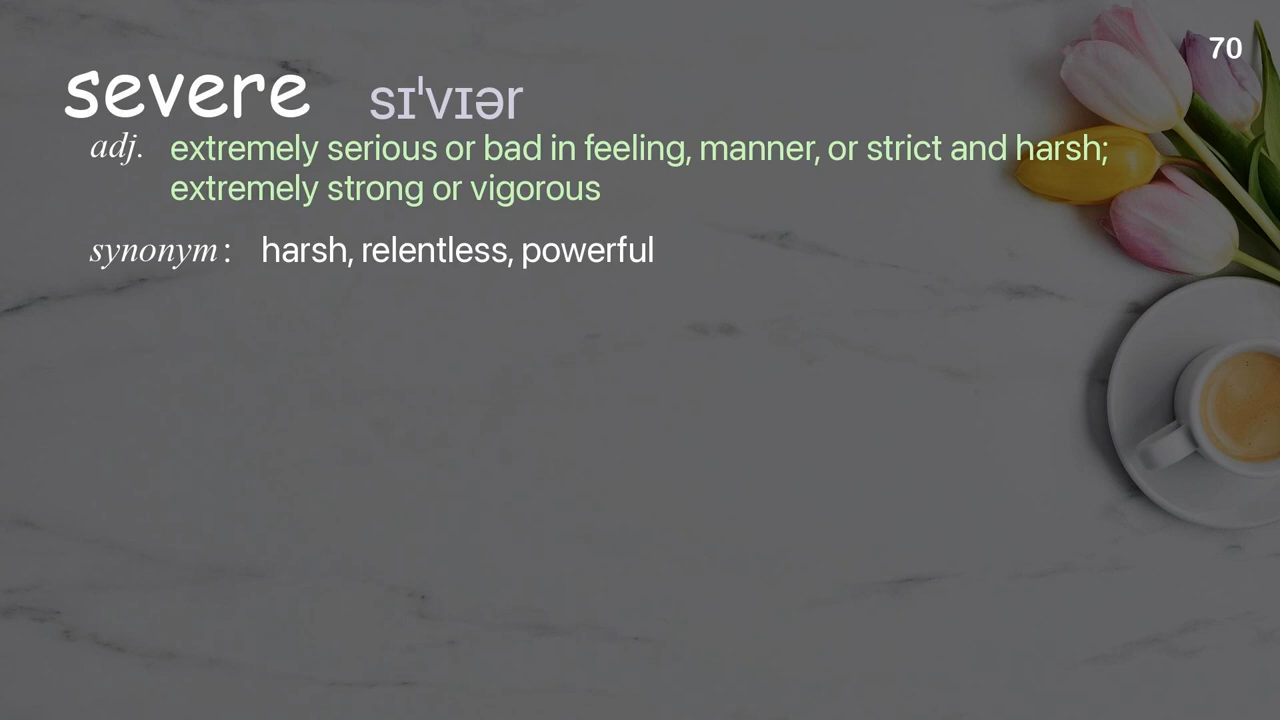 70
severe sɪˈvɪər
adj. extremely serious or bad in feeling, manner, or strict and harsh;
extremely strong or vigorous
synonym : harsh, relentless, powerful